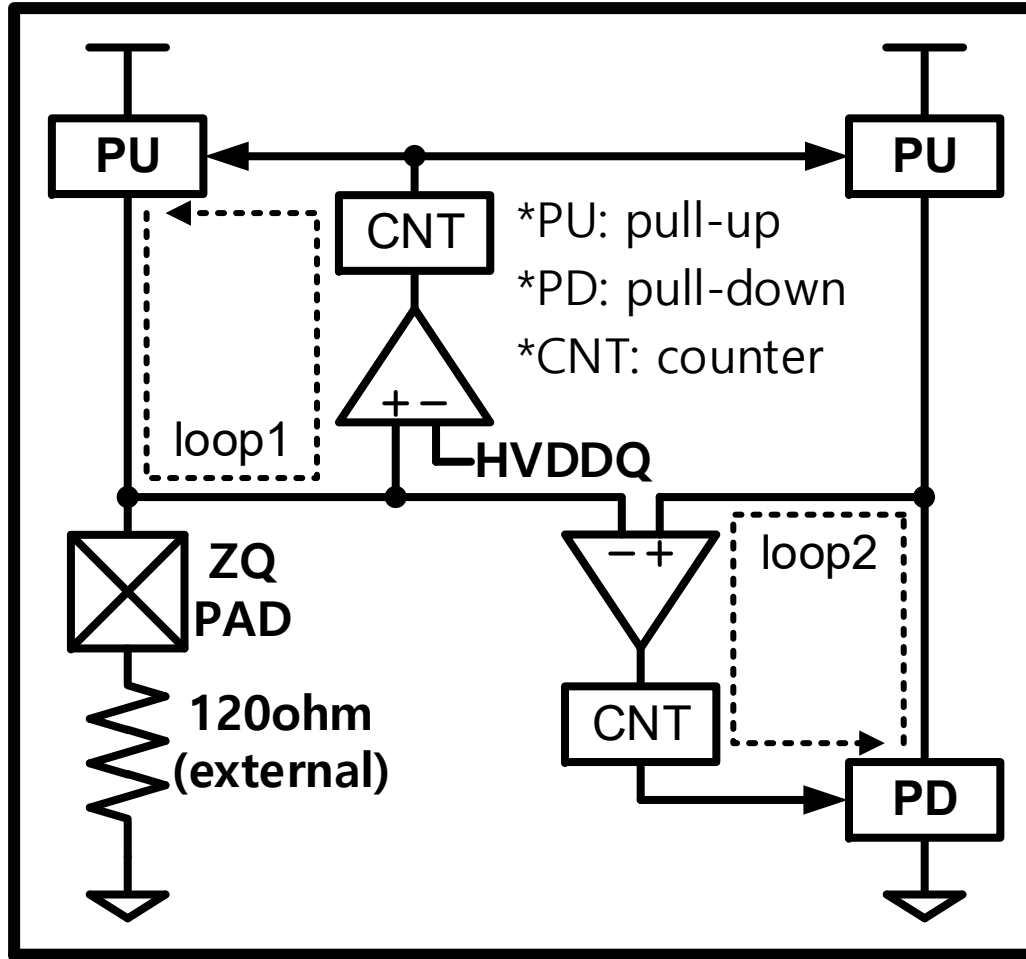 PU
PU
CNT
*PU: pull-up
*PD: pull-down
*CNT: counter
+ −
loop1
HVDDQ
− +
loop2
ZQ
PAD
120ohm
(external)
CNT
PD